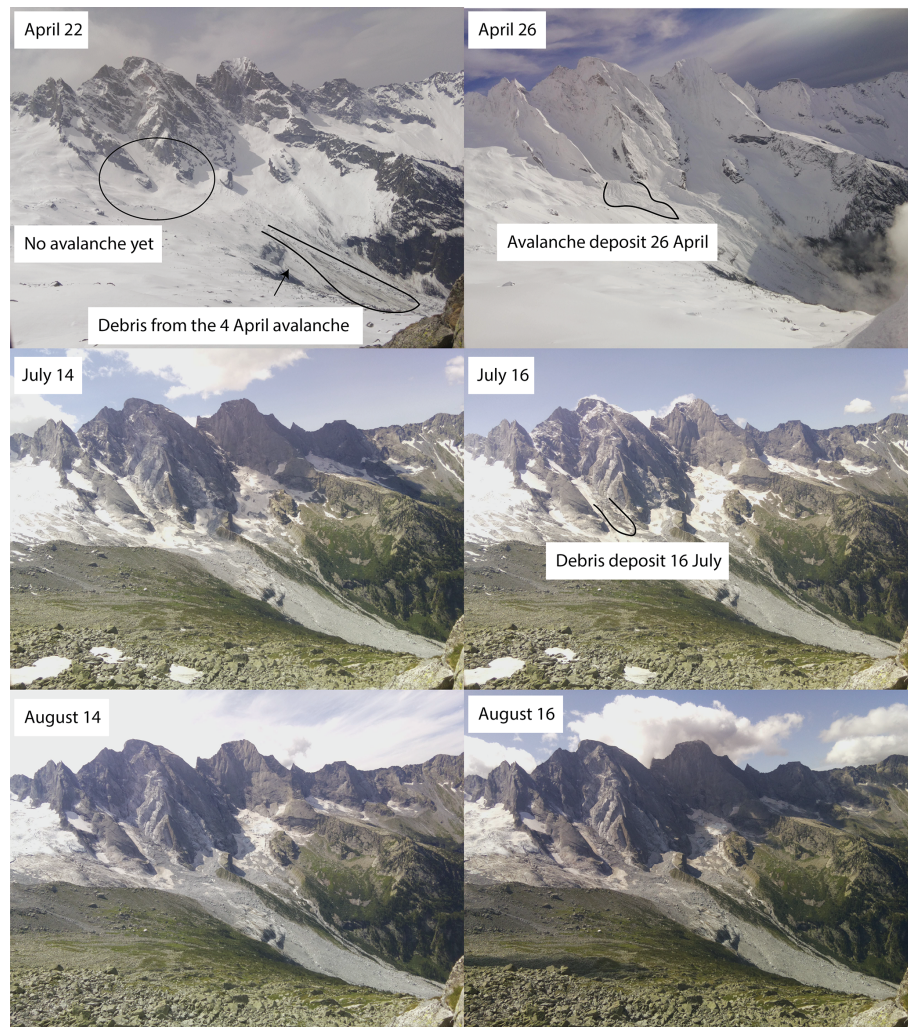 April 22
April 26
No avalanche yet
Avalanche deposit 26 April
Debris from the 4 April avalanche
July 14
July 16
Debris deposit 16 July
August 14
August 16